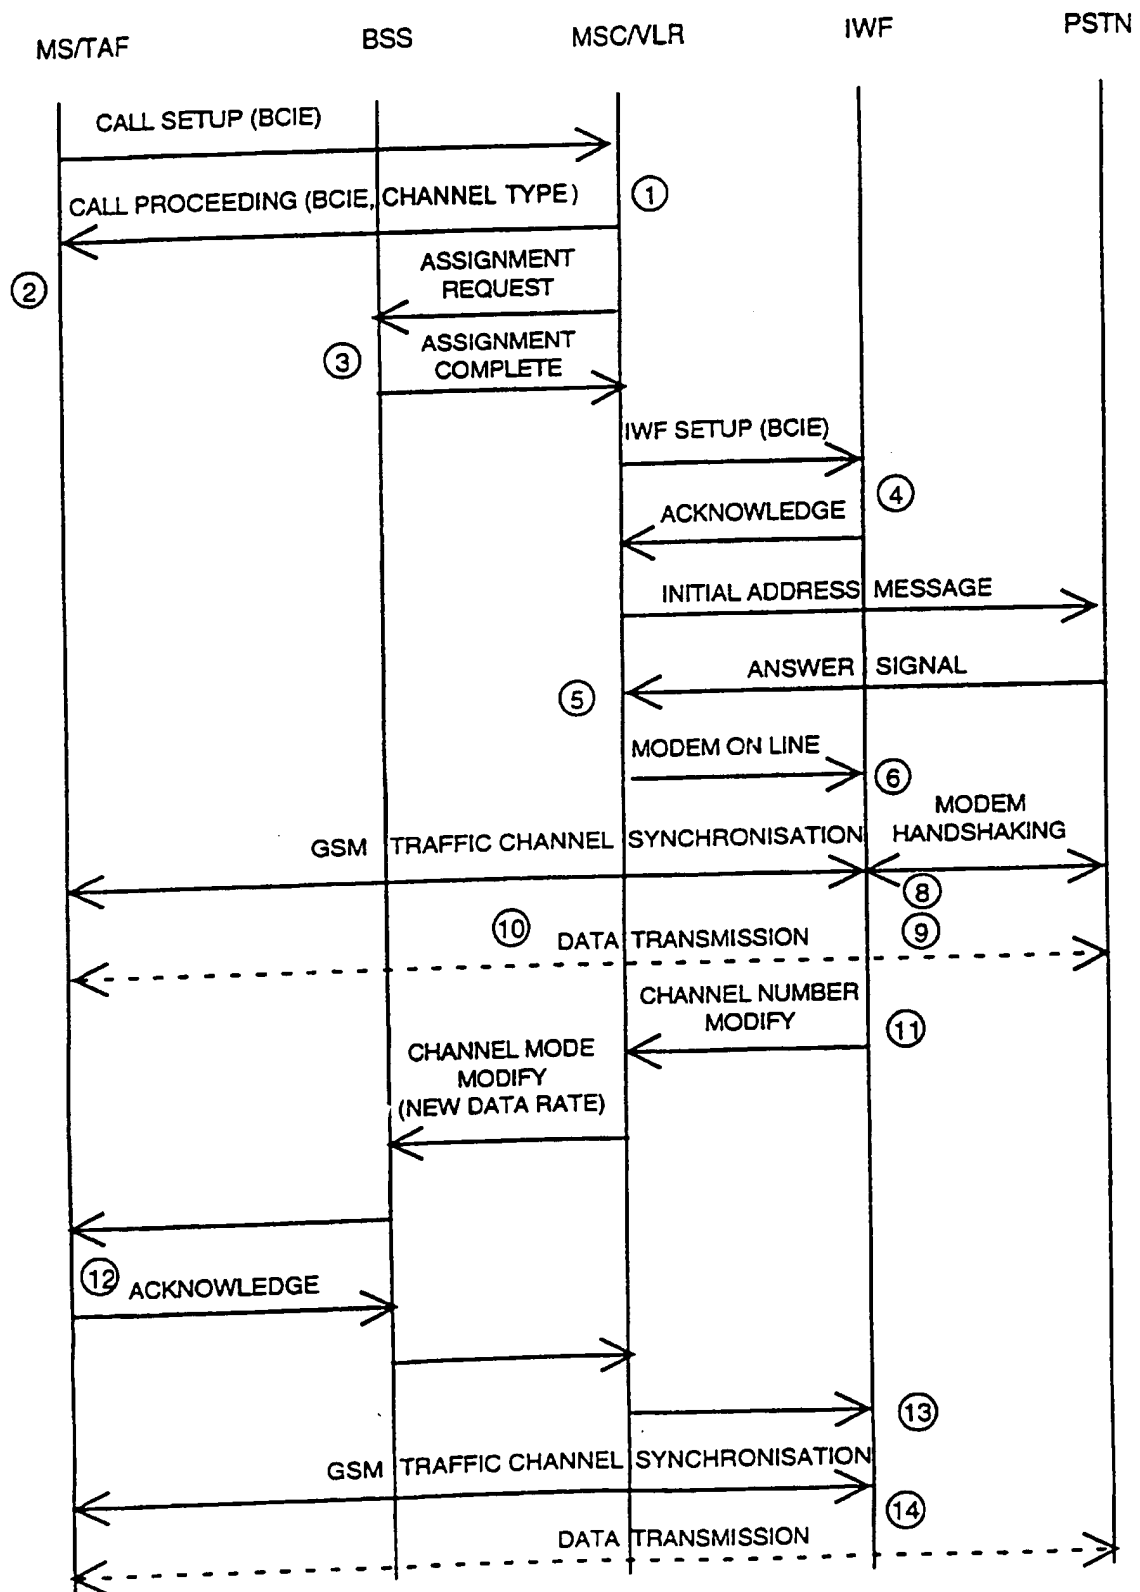 MS/TAF BSS MSC/VLR IWF PSTN
CALL SETUP (BCIE)
1
CALL PROCEEDING (BCIE, CHANNEL TYPE)
2
ASSIGNMENT
REQUEST
3
ASSIGNMENT
COMPLETE
IWF SETUP (BCIE)
4
ACKNOWLEDGE
INITIAL ADDRESS MESSAGE
ANSWER SIGNAL
5
MODEM ON LINE
6
MODEM
HANDSHAKING
GSM TRAFFIC CHANNEL SYNCHRONISATION
8
10
DATA TRANSMISSION
9
CHANNEL NUMBER
MODIFY
11
CHANNEL MODE
MODIFY
(NEW DATA RATE)
12
ACKNOWLEDGE
13
GSM TRAFFIC CHANNEL SYNCHRONISATION
14
DATA TRANSMISSION